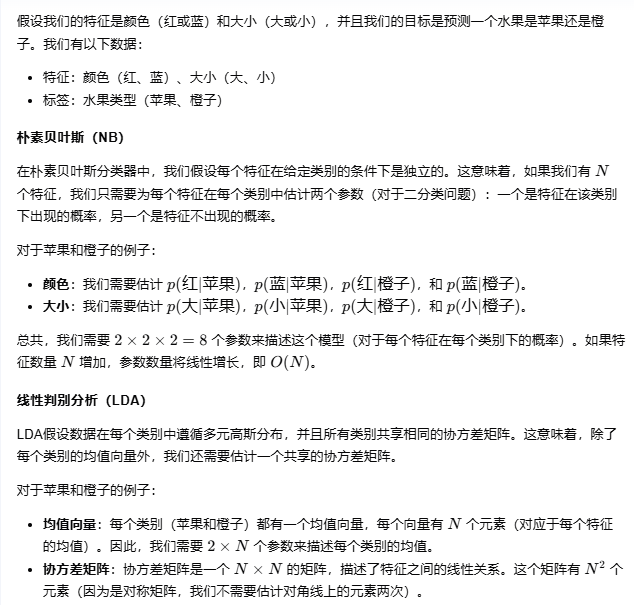 假设我们的特征是颜色（红或蓝）和大小（大或小），并且我们的目标是预测一个水果是苹果还是橙
子。我们有以下数据：
• 特征：颜色（红、蓝）、大小（大、小）
• 标签：水果类型（苹果、橙子）
朴素贝叶斯（NB）
在朴素贝叶斯分类器中，我们假设每个特征在给定类别的条件下是独立的。这意味着，如果我们有 N
个特征，我们只需要为每个特征在每个类别中估计两个参数（对于二分类问题）：一个是特征在该类别
下出现的概率，另一个是特征不出现的概率。
对于苹果和橙子的例子：
• 颜色：我们需要估计 p(红|苹果)，p(蓝|苹果)，p(红|橙子)，和 p(蓝|橙子)。
• 大小：我们需要估计 p(大|苹果)，p(小|苹果)，p(大|橙子)，和 p(小|橙子)。
总共，我们需要 2 × 2 × 2 = 8 个参数来描述这个模型（对于每个特征在每个类别下的概率）。如果特
征数量 N 增加，参数数量将线性增长，即 O(N)。
线性判别分析（LDA）
LDA假设数据在每个类别中遵循多元高斯分布，并且所有类别共享相同的协方差矩阵。这意味着，除了
每个类别的均值向量外，我们还需要估计一个共享的协方差矩阵。
对于苹果和橙子的例子：
• 均值向量：每个类别（苹果和橙子）都有一个均值向量，每个向量有 N 个元素（对应于每个特征
的均值）。因此，我们需要 2 × N 个参数来描述每个类别的均值。
• 协方差矩阵：协方差矩阵是一个 N × N 的矩阵，描述了特征之间的线性关系。这个矩阵有 N² 个
元素（因为是对称矩阵，我们不需要估计对角线上的元素两次）。